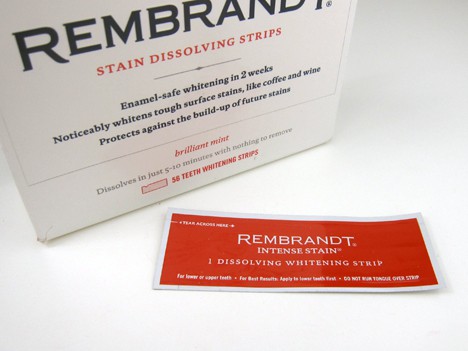 REMBRANDT®
STAIN DISSOLVING STRIPS
Enamel-safe whitening in 2 weeks
Noticeably whitens tough surface stains, like coffee and wine
Protects against the build-up of future stains
brilliant mint
Dissolves in just 5-10 minutes with nothing to remove
56 TEETH WHITENING STRIPS
TEAR ACROSS HERE
REMBRANDT®
INTENSE STAIN®
1 DISSOLVING WHITENING STRIP
For lower or upper teeth • For Best Results: Apply to lower teeth first • DO NOT RUN TONGUE OVER STRIP